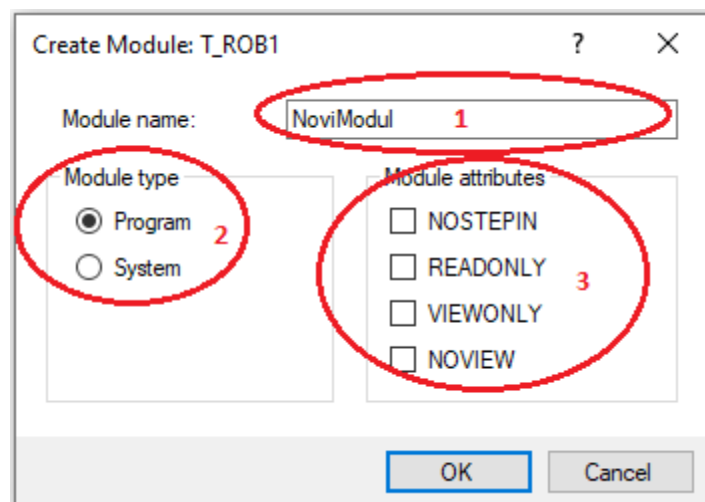 Create Module: T_ROB1 ?
Module name: NoviModul 1
Module type
Program 2
System
Module attributes
NOSTEPIN
READONLY 3
VIEWONLY
NOVIEW
OK Cancel